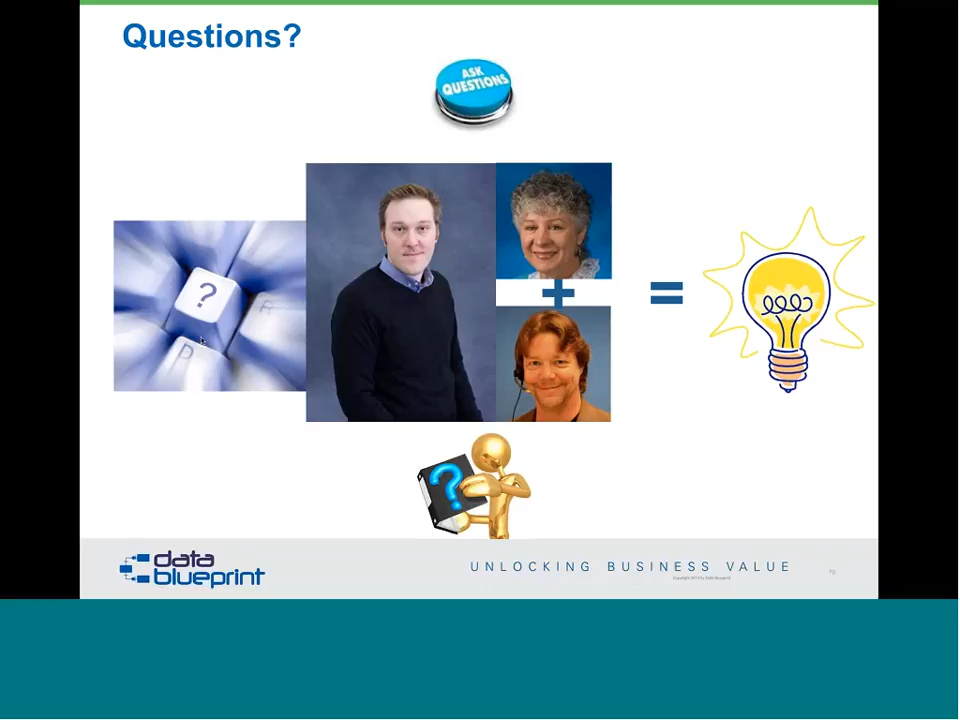 Questions?
ASK
QUESTIONS
?
R
D
+
=
?
data
blueprint
UNLOCKING BUSINESS VALUE